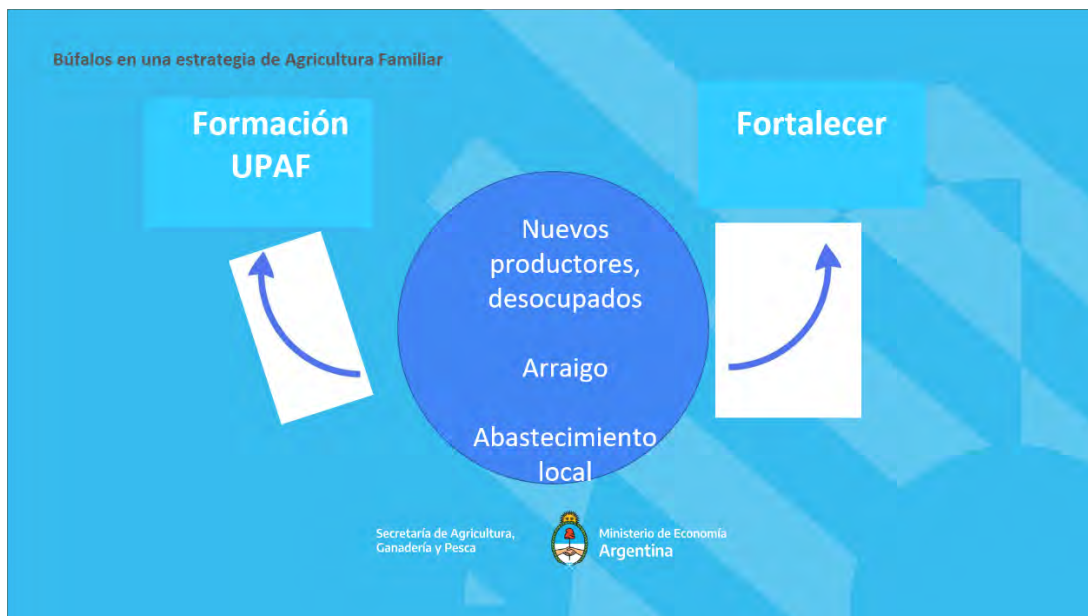 Búfalos en una estrategia de Agricultura Familiar
Formación
UPAF
Fortalecer
Nuevos
productores,
desocupados
Arraigo
Abastecimiento
local
Secretaría de Agricultura,
Ganadería y Pesca
Ministerio de Economía
Argentina